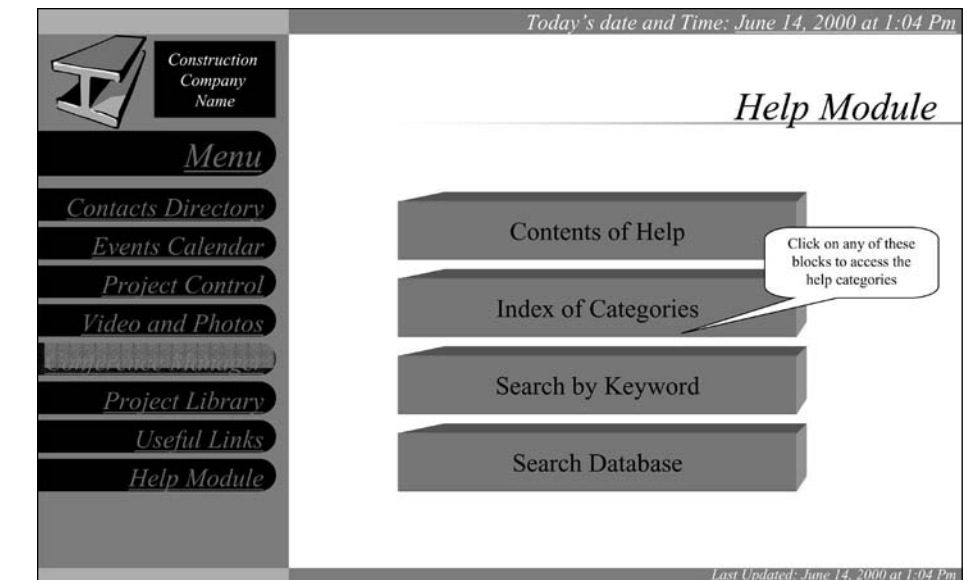 Today's date and Time: June 14, 2000 at 1:04 Pm
Construction
Company
Name
Help Module
Menu
Contacts Directory
Events Calendar
Project Control
Video and Photos
Conference Manager
Project Library
Useful Links
Help Module
Contents of Help
Click on any of these
blocks to access the
help categories
Index of Categories
Search by Keyword
Search Database
Last Updated: June 14, 2000 at 1:04 Pm